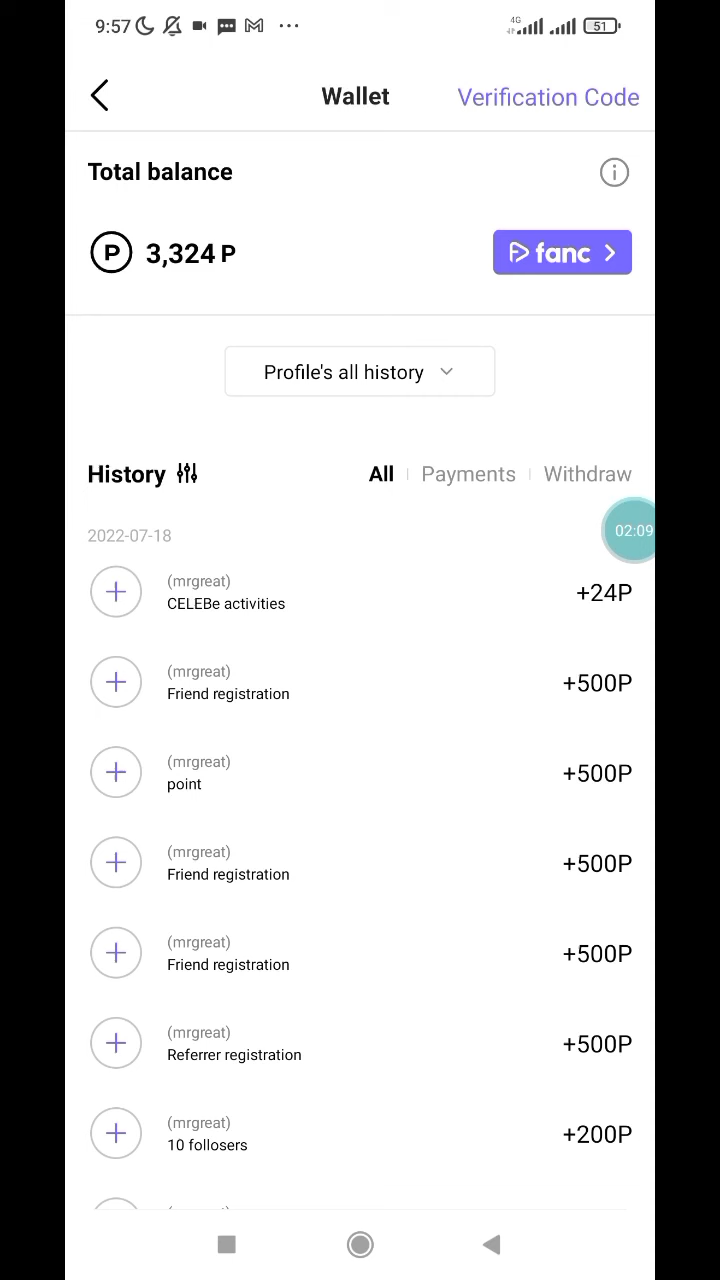 9:57 ... 4G 51
Wallet Verification Code
Total balance
P 3,324 P fanc
Profile's all history
History All Payments Withdraw
2022-07-18
02:09
(mrgreat)
CELEBe activities +24P
(mrgreat)
Friend registration +500P
(mrgreat)
point +500P
(mrgreat)
Friend registration +500P
(mrgreat)
Friend registration +500P
(mrgreat)
Referrer registration +500P
(mrgreat)
10 follosers +200P